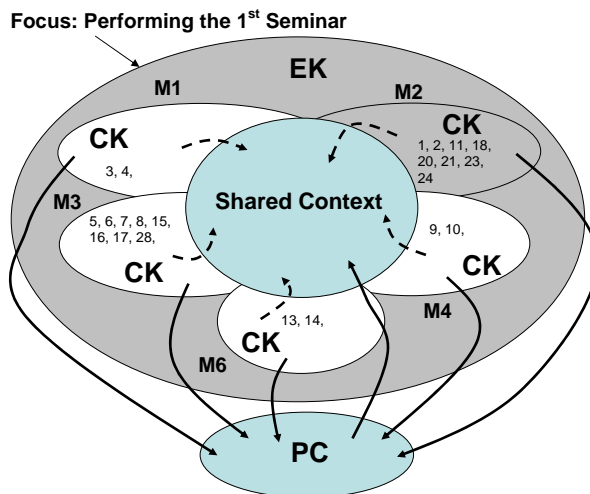 Focus: Performing the 1st Seminar
EK
M1
M2
CK
3, 4,
CK
1, 2, 11, 18,
20, 21, 23,
24
Shared Context
M3
5, 6, 7, 8, 15,
16, 17, 28,
CK
9, 10,
CK
M4
13, 14,
CK
M6
PC